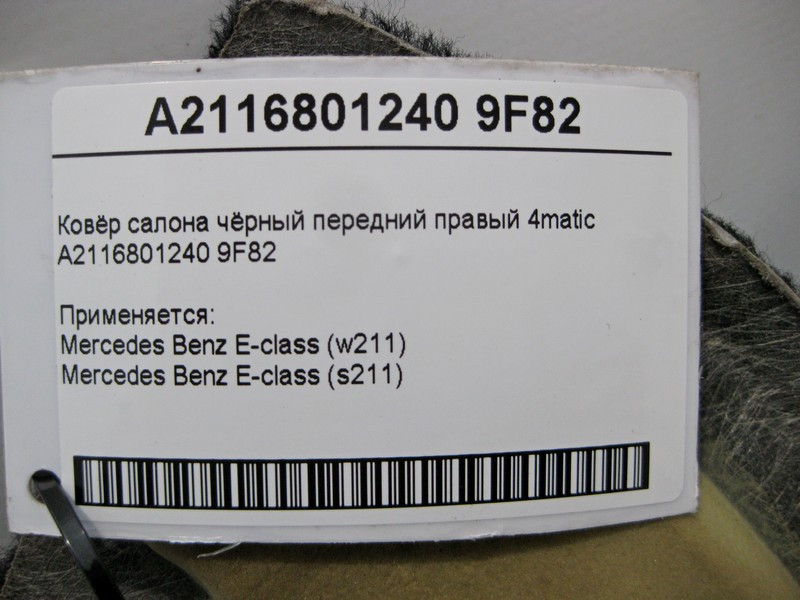 A2116801240 9F82
Ковёр салона чёрный передний правый 4matic
A2116801240 9F82
Применяется:
Mercedes Benz E-class (w211)
Mercedes Benz E-class (s211)